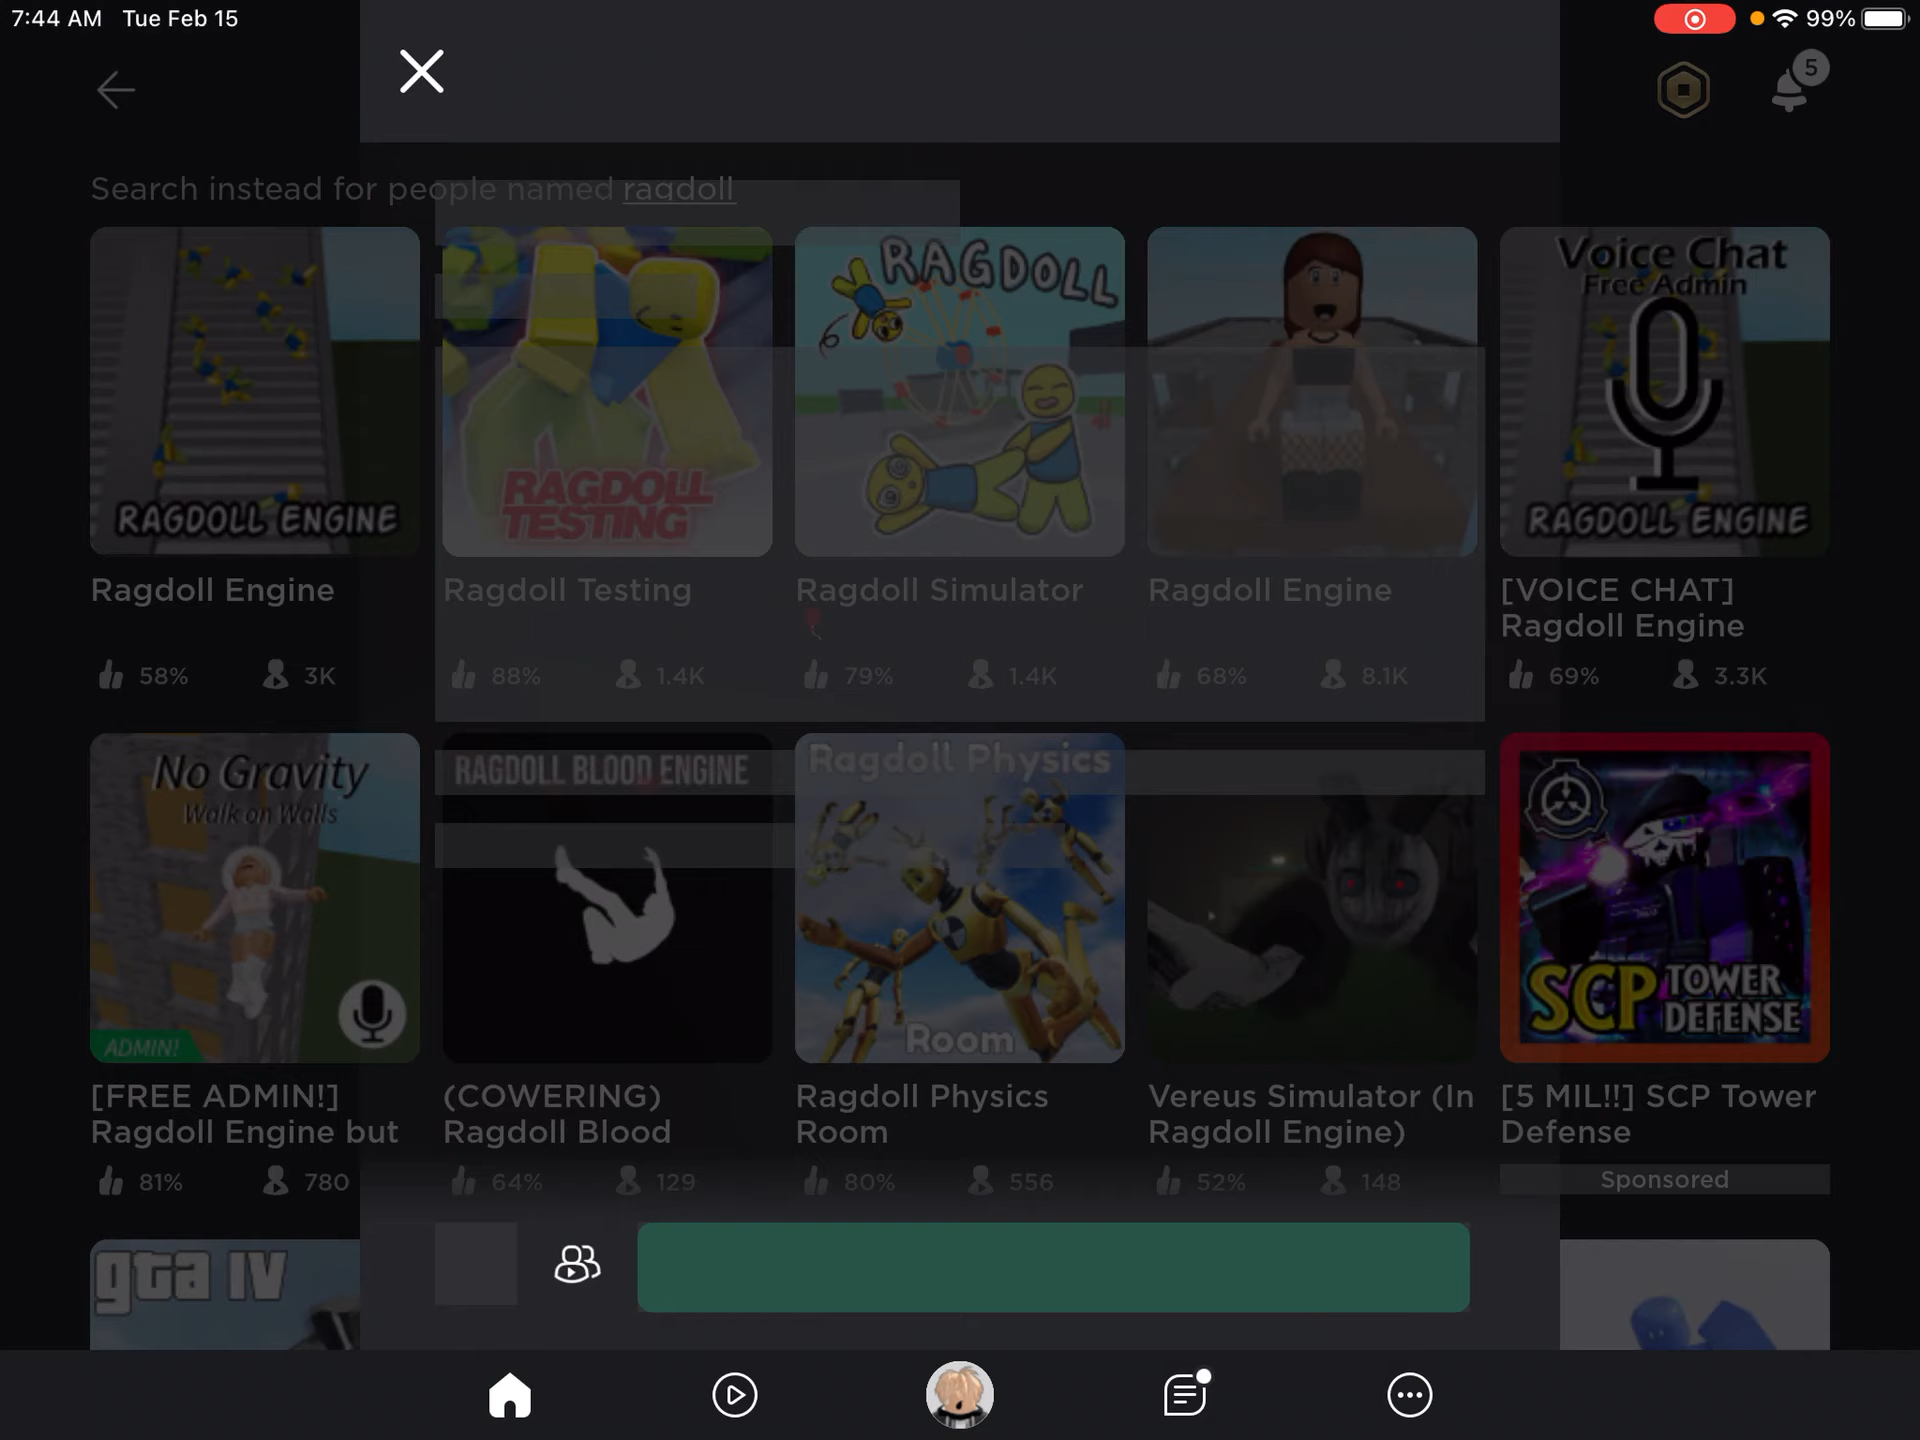 7:44 AM Tue Feb 15
99%
5
Search instead for people named ragdoll
RAGDOLL ENGINE
RAGDOLL TESTING
RAGDOLL
Voice Chat
Free Admin
RAGDOLL ENGINE
Ragdoll Engine
Ragdoll Testing
Ragdoll Simulator
Ragdoll Engine
[VOICE CHAT] Ragdoll Engine
58% 3K
88% 1.4K
79% 1.4K
68% 8.1K
69% 3.3K
No Gravity
Walk on Walls
ADMIN!
RAGDOLL BLOOD ENGINE
Ragdoll Physics
Room
SCP TOWER DEFENSE
[FREE ADMIN!]
Ragdoll Engine but
(COWERING)
Ragdoll Blood
Ragdoll Physics
Room
Vereus Simulator (In
Ragdoll Engine)
[5 MIL!!] SCP Tower
Defense
81% 780
64% 129
80% 556
52% 148
Sponsored
gta IV